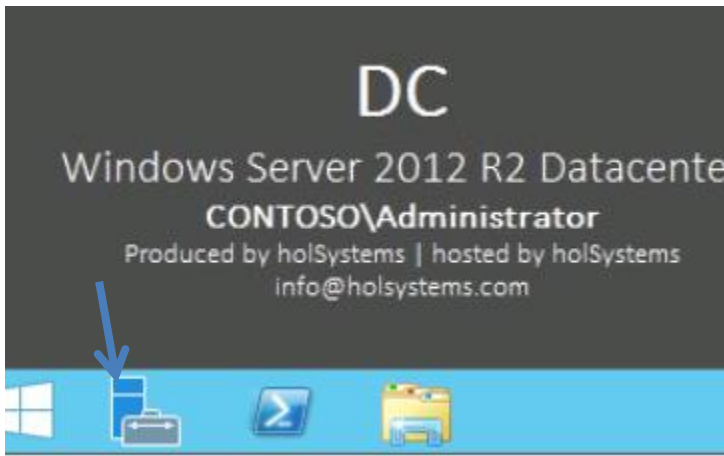 DC
Windows Server 2012 R2 Datacente
CONTOSO\Administrator
Produced by holSystems | hosted by holSystems
info@holsystems.com